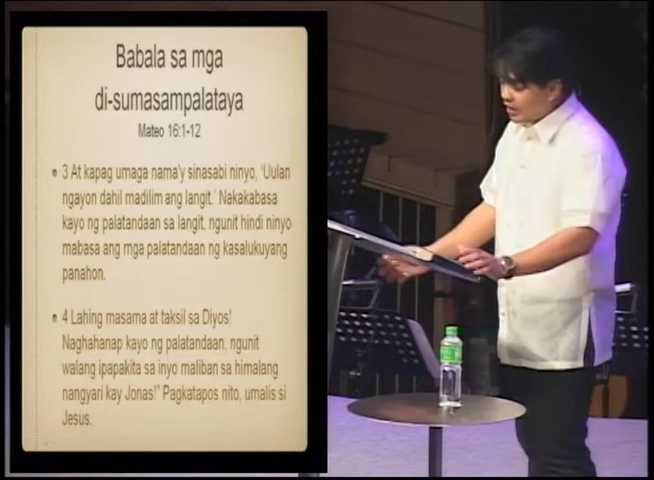 Babala sa mga
di-sumasampalataya
Mateo 16:1-12
• 3 At kapag umaga nama'y sinasabi ninyo, 'Uulan
ngayon dahil madilim ang langit.' Nakakabasa
kayo ng palatandaan sa langit, ngunit hindi ninyo
mabasa ang mga palatandaan ng kasalukuyang
panahon.
• 4 Lahing masama at taksil sa Diyos!
Naghahanap kayo ng palatandaan, ngunit
walang ipapakita sa inyo maliban sa himalang
nangyari kay Jonas!" Pagkatapos nito, umalis si
Jesus.